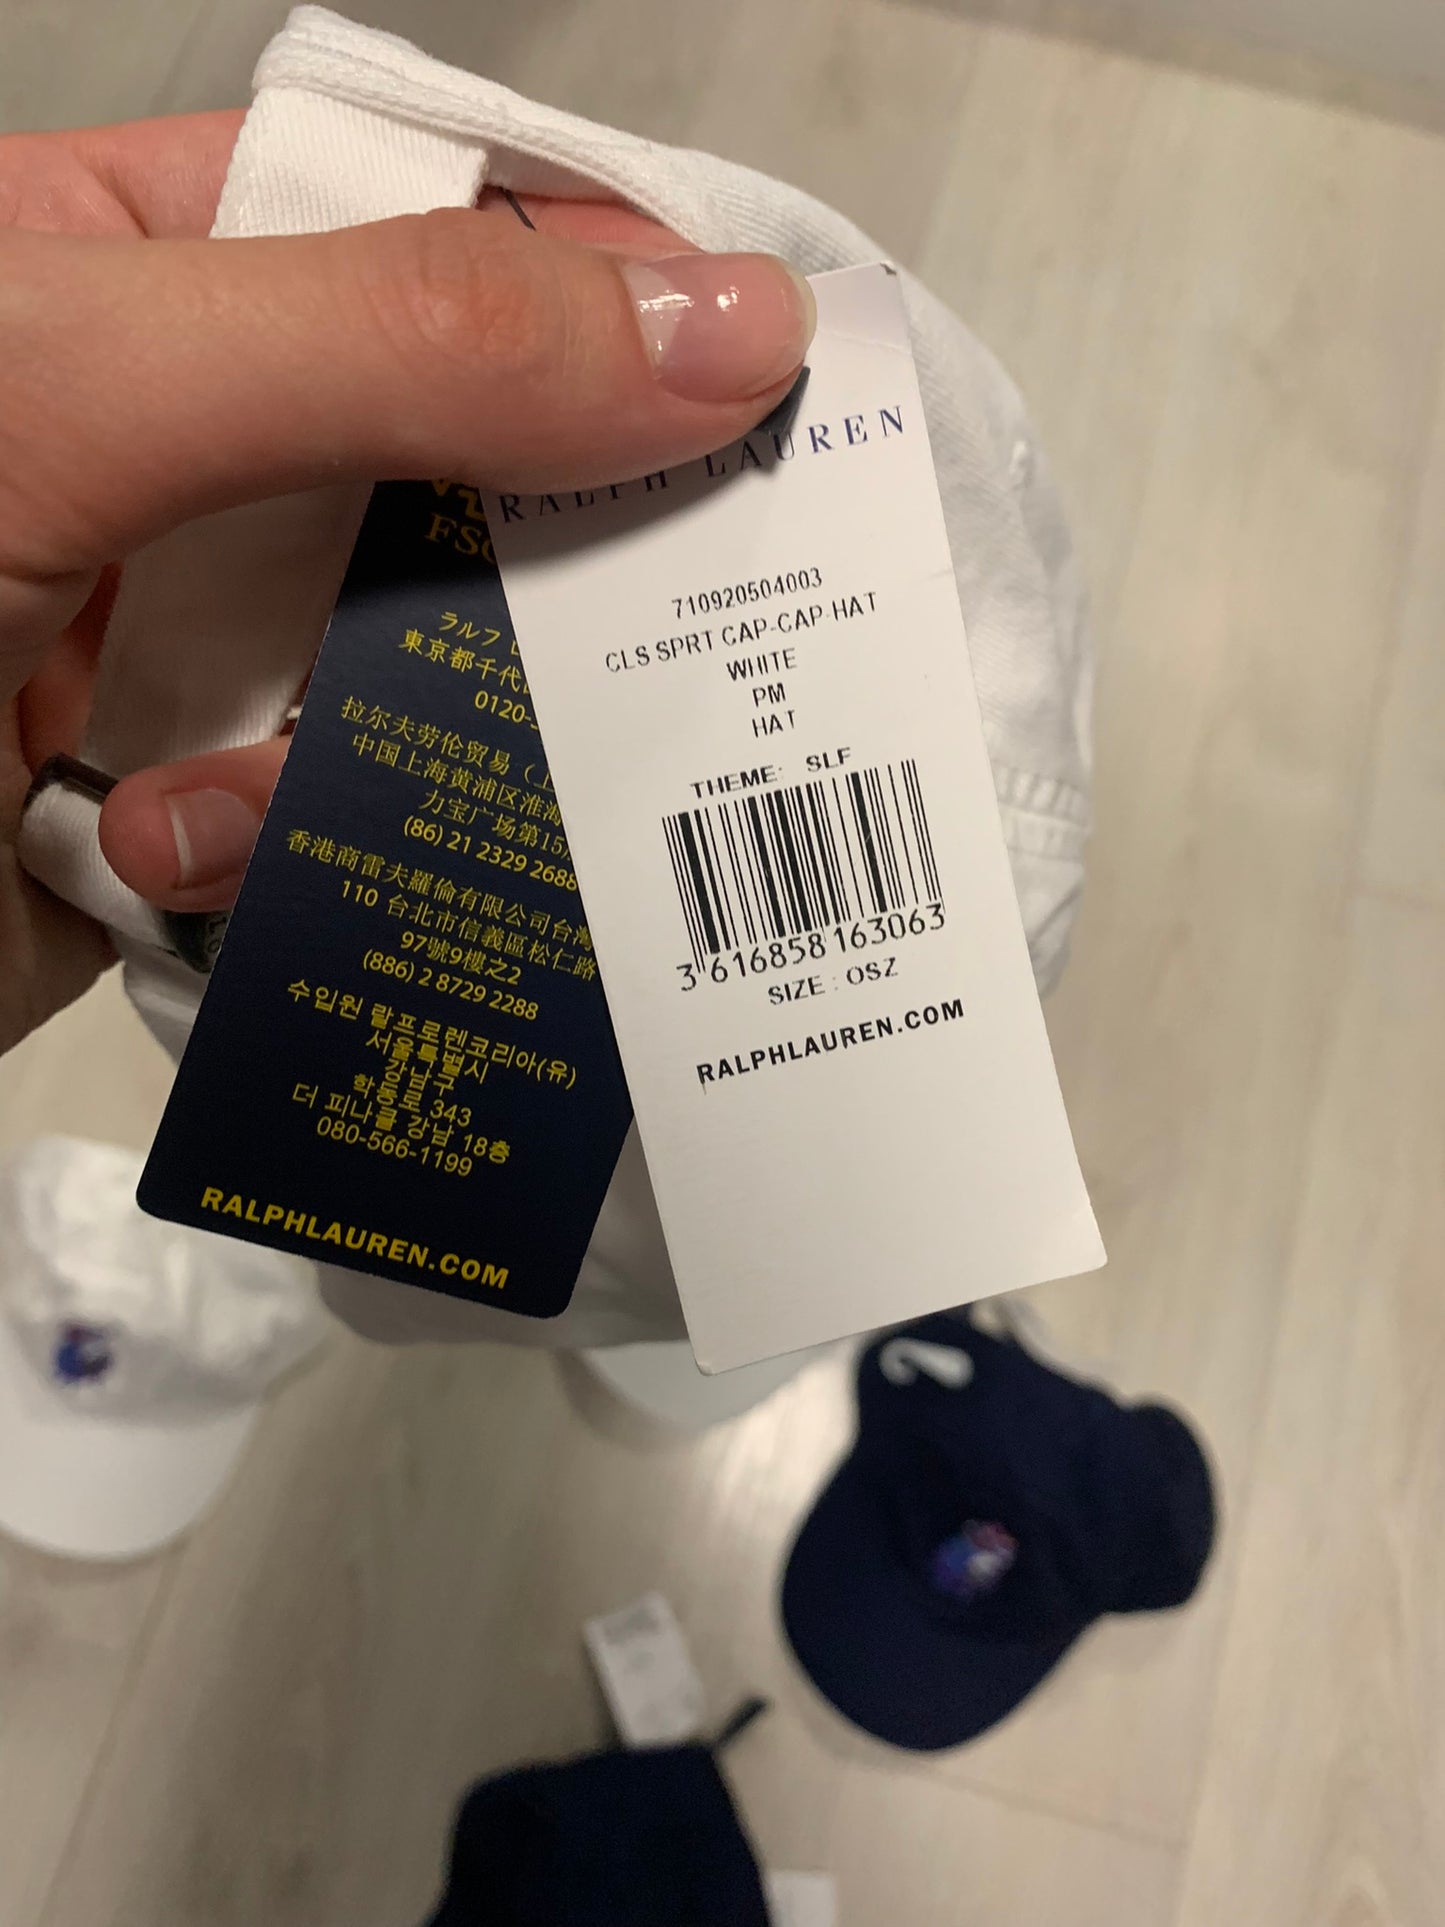 FSC
ラルフ
東京都千代
0120-
拉尔夫劳伦贸易（上
中国上海黄浦区淮海
力宝广场第15
(86) 21 2329 2688
香港商雷夫羅倫有限公司台灣
110 台北市信義區松仁路
97號9樓之2
(886) 2 8729 2288
수입원 랄프로렌코리아(유)
서울특별시
강남구
학동로 343
더 피나클 강남 18층
080-566-1199
RALPHLAUREN.COM
RALPH LAUREN
710920504003
CLS SPRT CAP-CAP-HAT
WHITE
PM
HAT
THEME: SLF
3 616858 163063
SIZE : OSZ
RALPHLAUREN.COM